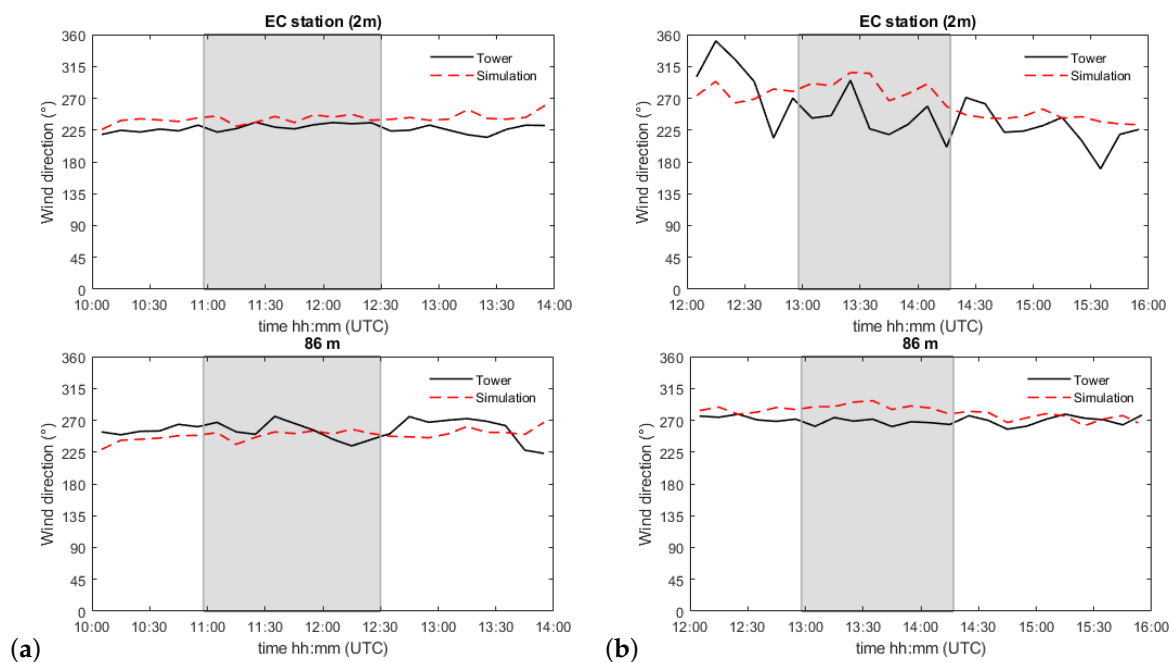 EC station (2m)
360
315
270
225
180
135
90
45
0
Wind direction (°)
Tower
Simulation
10:00 10:30 11:00 11:30 12:00 12:30 13:00 13:30 14:00
time hh:mm (UTC)
86 m
360
315
270
225
180
135
90
45
0
Wind direction (°)
Tower
Simulation
10:00 10:30 11:00 11:30 12:00 12:30 13:00 13:30 14:00
time hh:mm (UTC)
(a)
EC station (2m)
360
315
270
225
180
135
90
45
0
Wind direction (°)
Tower
Simulation
12:00 12:30 13:00 13:30 14:00 14:30 15:00 15:30 16:00
time hh:mm (UTC)
86 m
360
315
270
225
180
135
90
45
0
Wind direction (°)
Tower
Simulation
12:00 12:30 13:00 13:30 14:00 14:30 15:00 15:30 16:00
time hh:mm (UTC)
(b)